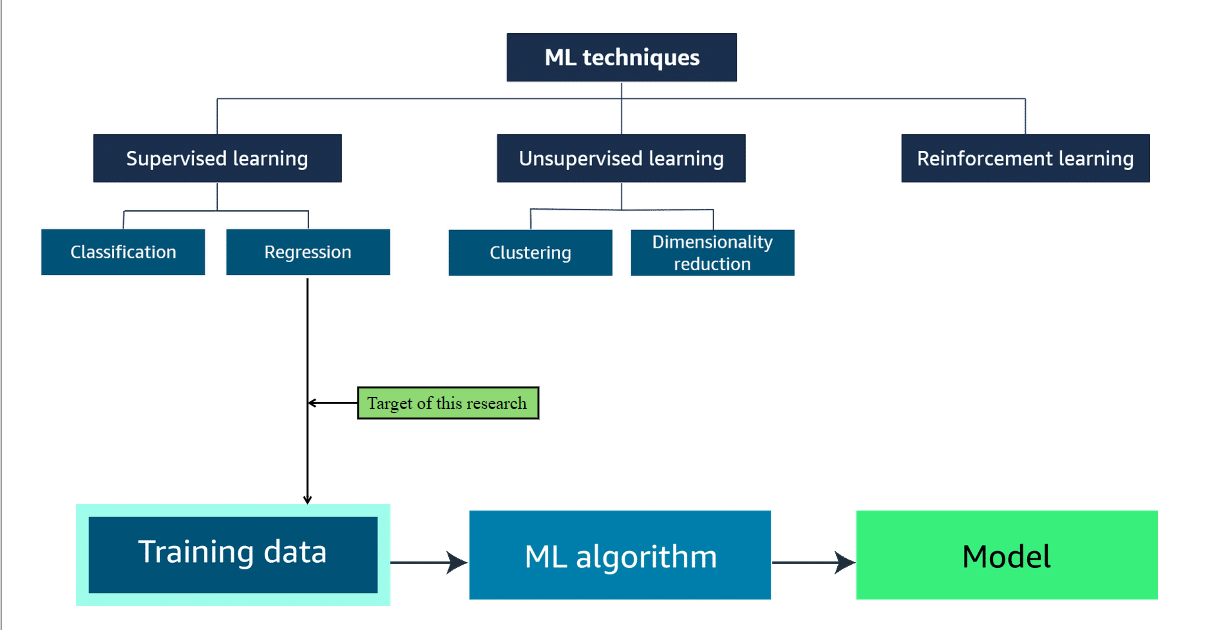 ML techniques
Supervised learning
Unsupervised learning
Reinforcement learning
Classification
Regression
Clustering
Dimensionality
reduction
Target of this research
Training data
ML algorithm
Model